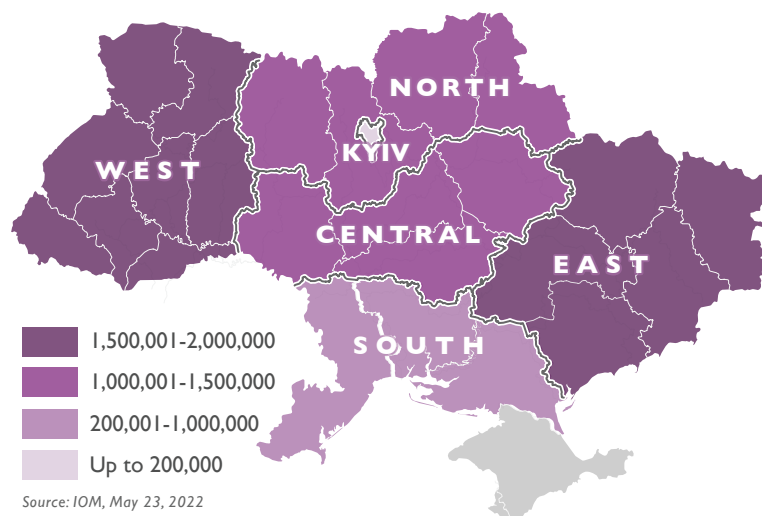 NORTH
KYIV
WEST
CENTRAL
EAST
SOUTH
1,500,001-2,000,000
1,000,001-1,500,000
200,001-1,000,000
Up to 200,000
Source: IOM, May 23, 2022